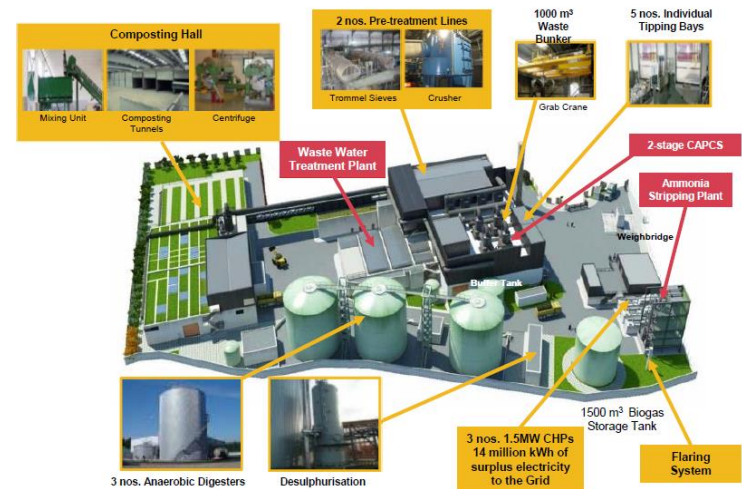 Composting Hall
Mixing Unit
Composting
Tunnels
Centrifuge
2 nos. Pre-treatment Lines
Trommel Sieves
Crusher
1000 m³
Waste
Bunker
Grab Crane
5 nos. Individual
Tipping Bays
Waste Water
Treatment Plant
2-stage CAPCS
Ammonia
Stripping Plant
Weighbridge
Buffer Tank
1500 m³ Biogas
Storage Tank
3 nos. Anaerobic Digesters
Desulphurisation
3 nos. 1.5MW CHPs
14 million kWh of
surplus electricity
to the Grid
Flaring
System